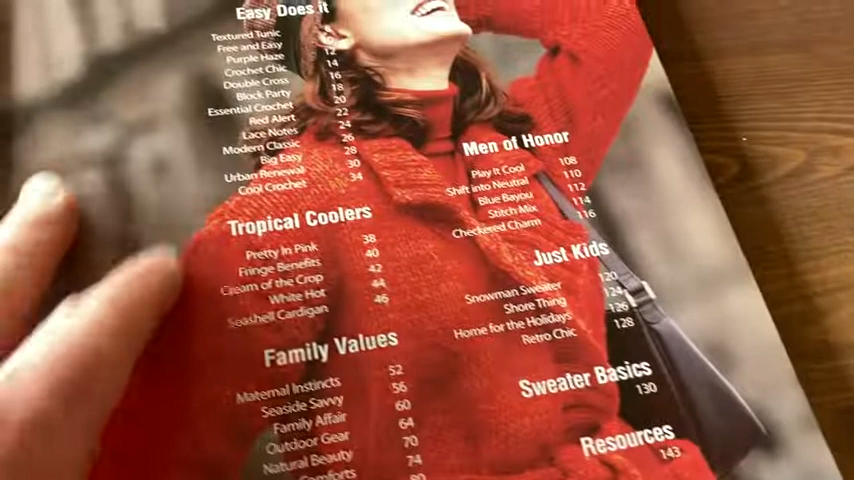 Easy Does it
Textured Tunic
Free and Easy
Purple Haze 12
Crochet Chic 14
Double Cross 16
Block Party 18
Essential Crochet 20
Red Alert 22
Lace Notes 24
Modern Classic 26
Big Easy 28
Urban Renewal 30
Cool Crochet 34
Tropical Coolers
Pretty In Pink 38
Fringe Benefits 40
Cream of the Crop 42
White Hot 44
Seashell Cardigan 46
Family Values
Maternal Instincts 52
Seaside Savvy 56
Family Affair 60
Outdoor Gear 64
Natural Beauty 70
Comforts 74
80
Men of Honor
Play It Cool 108
Shift into Neutral
Blue Bayou 112
Stitch Mix 114
Checkered Charm 116
Just Kids
Snowman Sweater 120
Shore Thing 124
Home for the Holidays 126
Retro Chic 128
Sweater Basics 130
Resources 143